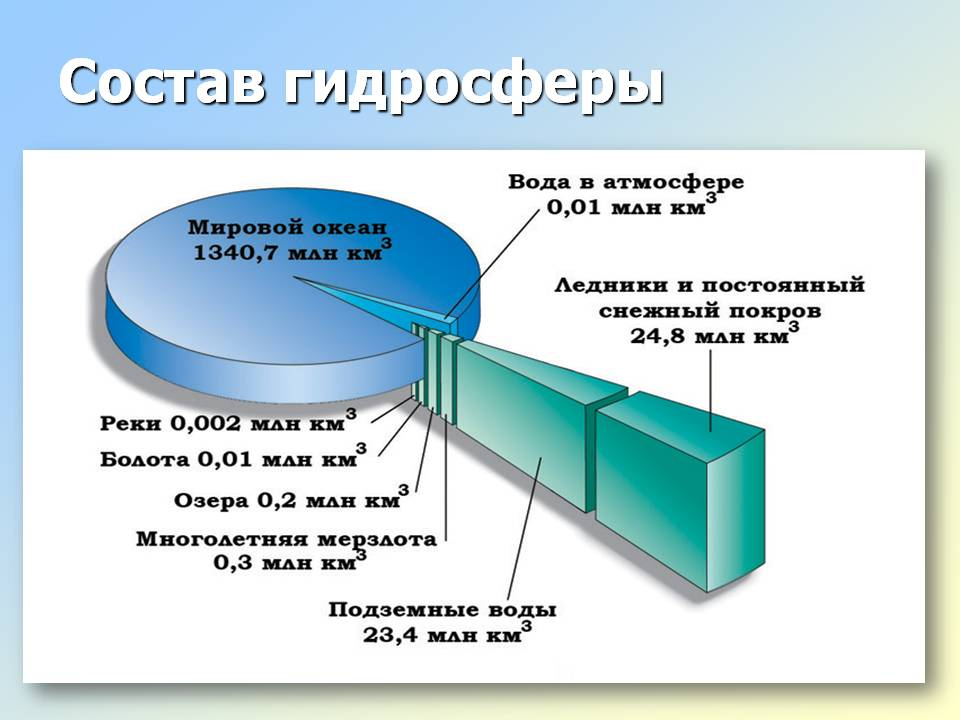 Состав гидросферы
Вода в атмосфере
0,01 млн км³
Мировой океан
1340,7 млн км³
Ледники и постоянный
снежный покров
24,8 млн км³
Реки 0,002 млн км³
Болота 0,01 млн км³
Озера 0,2 млн км³
Многолетняя мерзлота
0,3 млн км³
Подземные воды
23,4 млн км³